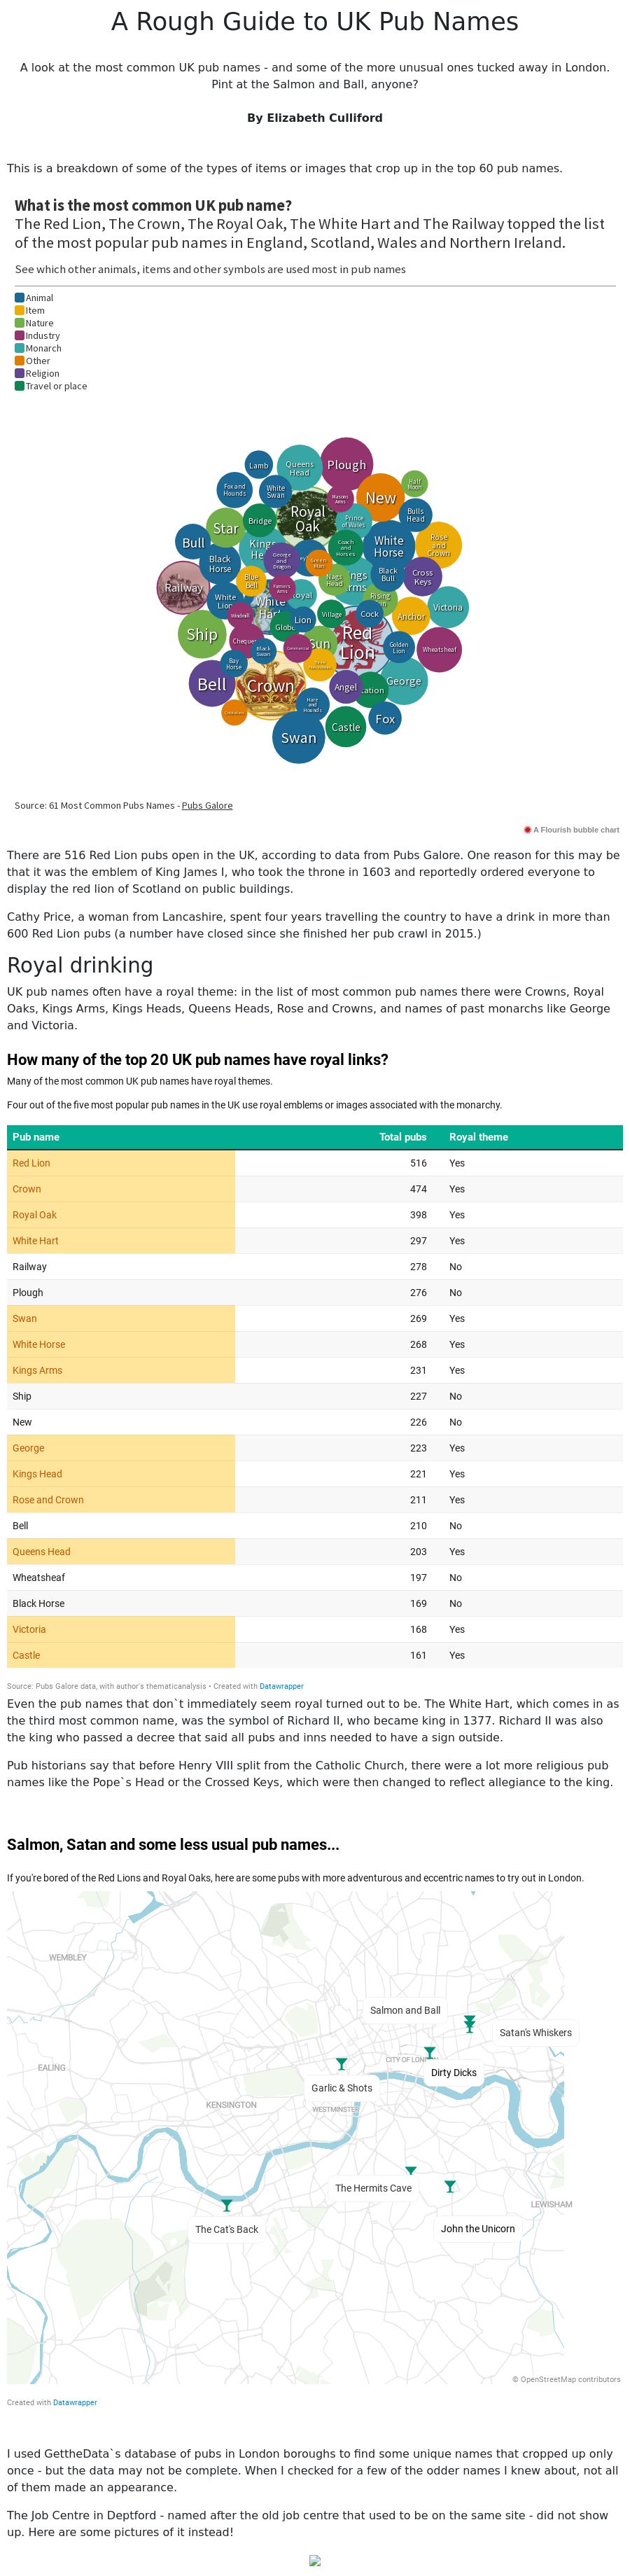 A Rough Guide to UK Pub Names
A look at the most common UK pub names - and some of the more unusual ones tucked away in London.
Pint at the Salmon and Ball, anyone?
By Elizabeth Culliford
This is a breakdown of some of the types of items or images that crop up in the top 60 pub names.
What is the most common UK pub name?
The Red Lion, The Crown, The Royal Oak, The White Hart and The Railway topped the list
of the most popular pub names in England, Scotland, Wales and Northern Ireland.
See which other animals, items and other symbols are used most in pub names
Animal
Item
Nature
Industry
Monarch
Other
Religion
Travel or place
Lamb
Queens
Head
Plough
Fox and
Hounds
White
Swan
Masons
Arms
New
Half
Moon
Royal
Oak
Star
Bridge
Prince
of Wales
Bulls
Head
Bull
Kings
He
George
and
Dragon
Green
Man
Coach
and
Horses
White
Horse
Rose
and
Crown
Black
Horse
Railway
Blue
Bell
Farmers
Arms
Nags
Head
ngs
rms
Black
Bull
Cross
Keys
White
Lion
White
Hart
oyal
Rising
Windmill
Globe
Lion
Village
Cock
Anchor
Victoria
Ship
Chequers
Black
Swan
Commercial
Sun
Red
Lion
Golden
Lion
Wheatsheaf
Bay
Horse
Bell
Crown
Angel
tation
George
Hare
and
Hounds
Swan
Castle
Fox
Source: 61 Most Common Pubs Names - Pubs Galore
A Flourish bubble chart
There are 516 Red Lion pubs open in the UK, according to data from Pubs Galore. One reason for this may be
that it was the emblem of King James I, who took the throne in 1603 and reportedly ordered everyone to
display the red lion of Scotland on public buildings.
Cathy Price, a woman from Lancashire, spent four years travelling the country to have a drink in more than
600 Red Lion pubs (a number have closed since she finished her pub crawl in 2015.)
Royal drinking
UK pub names often have a royal theme: in the list of most common pub names there were Crowns, Royal
Oaks, Kings Arms, Kings Heads, Queens Heads, Rose and Crowns, and names of past monarchs like George
and Victoria.
How many of the top 20 UK pub names have royal links?
Many of the most common UK pub names have royal themes.
Four out of the five most popular pub names in the UK use royal emblems or images associated with the monarchy.
Pub name Total pubs Royal theme
Red Lion 516 Yes
Crown 474 Yes
Royal Oak 398 Yes
White Hart 297 Yes
Railway 278 No
Plough 276 No
Swan 269 Yes
White Horse 268 Yes
Kings Arms 231 Yes
Ship 227 No
New 226 No
George 223 Yes
Kings Head 221 Yes
Rose and Crown 211 Yes
Bell 210 No
Queens Head 203 Yes
Wheatsheaf 197 No
Black Horse 169 No
Victoria 168 Yes
Castle 161 Yes
Source: Pubs Galore data, with author's thematicanalysis • Created with Datawrapper
Even the pub names that don`t immediately seem royal turned out to be. The White Hart, which comes in as
the third most common name, was the symbol of Richard II, who became king in 1377. Richard II was also
the king who passed a decree that said all pubs and inns needed to have a sign outside.
Pub historians say that before Henry VIII split from the Catholic Church, there were a lot more religious pub
names like the Pope`s Head or the Crossed Keys, which were then changed to reflect allegiance to the king.
Salmon, Satan and some less usual pub names...
If you're bored of the Red Lions and Royal Oaks, here are some pubs with more adventurous and eccentric names to try out in London.
WEMBLEY
Salmon and Ball
Satan's Whiskers
CITY OF LONDON
EALING
Dirty Dicks
Garlic & Shots
KENSINGTON
WESTMINSTER
The Hermits Cave
LEWISHAM
The Cat's Back
John the Unicorn
© OpenStreetMap contributors
Created with Datawrapper
I used GettheData`s database of pubs in London boroughs to find some unique names that cropped up only
once - but the data may not be complete. When I checked for a few of the odder names I knew about, not all
of them made an appearance.
The Job Centre in Deptford - named after the old job centre that used to be on the same site - did not show
up. Here are some pictures of it instead!